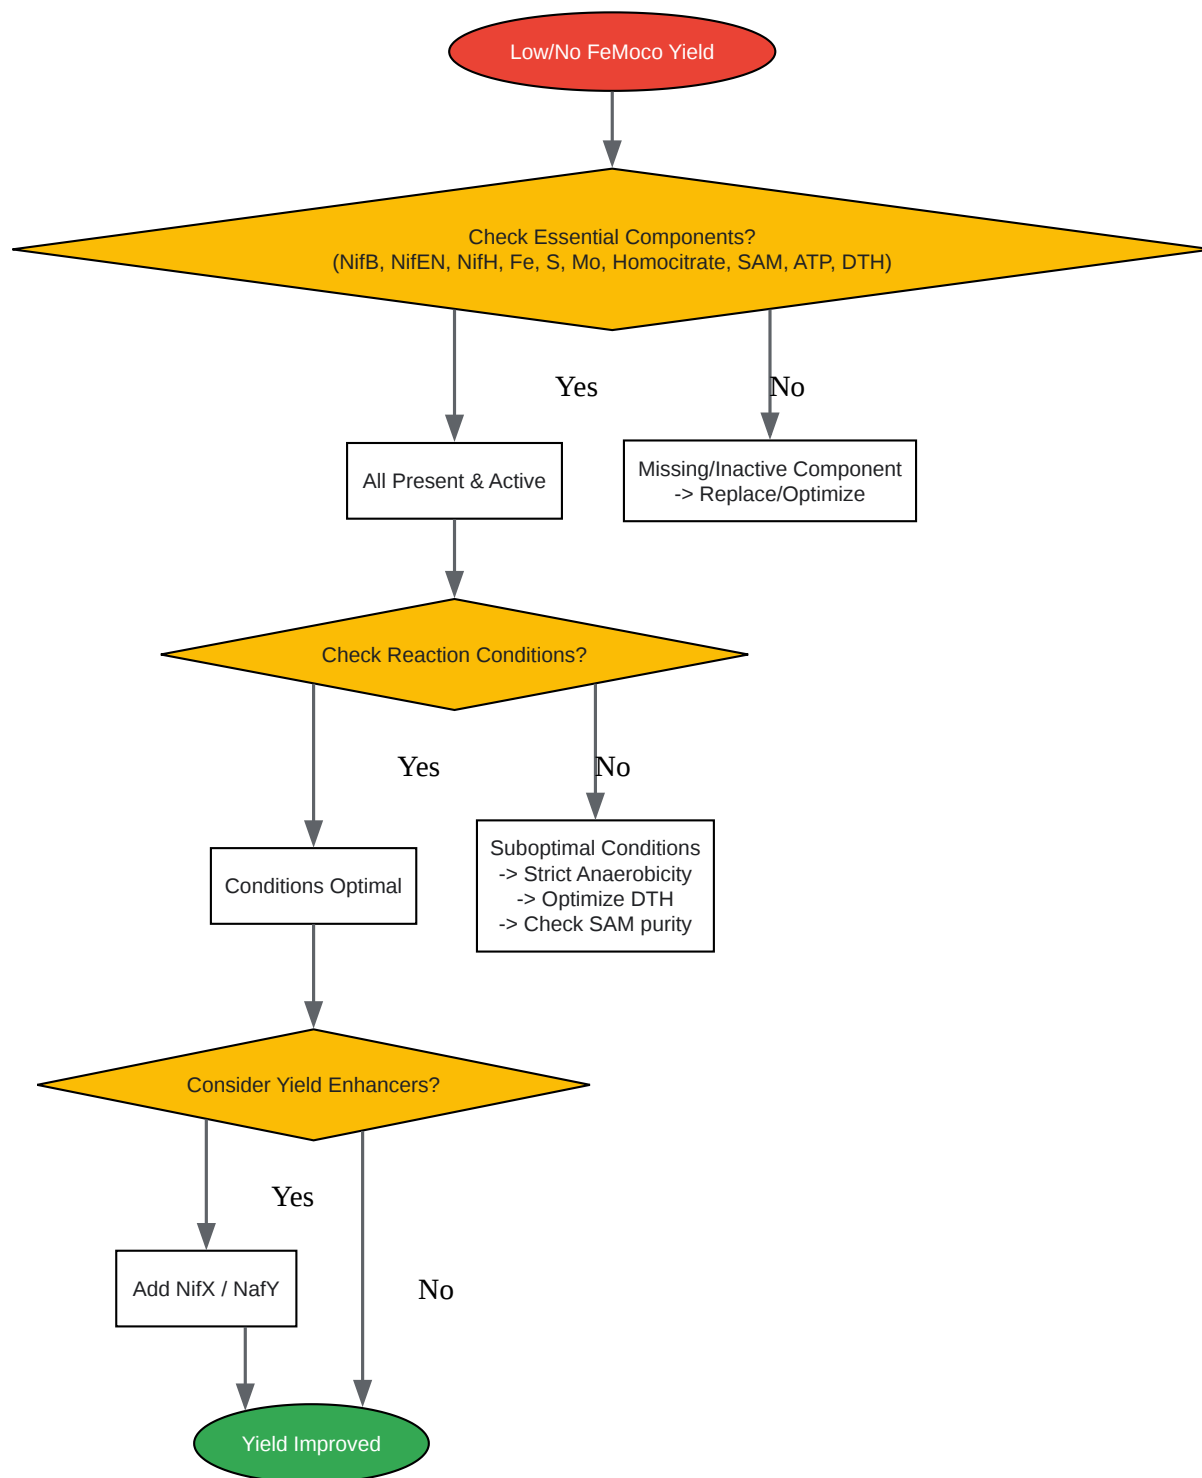 Low/No FeMoco Yield
Check Essential Components?
(NifB, NifEN, NifH, Fe, S, Mo, Homocitrate, SAM, ATP, DTH)
Yes
No
All Present & Active
Missing/Inactive Component
-> Replace/Optimize
Check Reaction Conditions?
Yes
No
Conditions Optimal
Suboptimal Conditions
-> Strict Anaerobicity
-> Optimize DTH
-> Check SAM purity
Consider Yield Enhancers?
Yes
Add NifX / NafY
No
Yield Improved